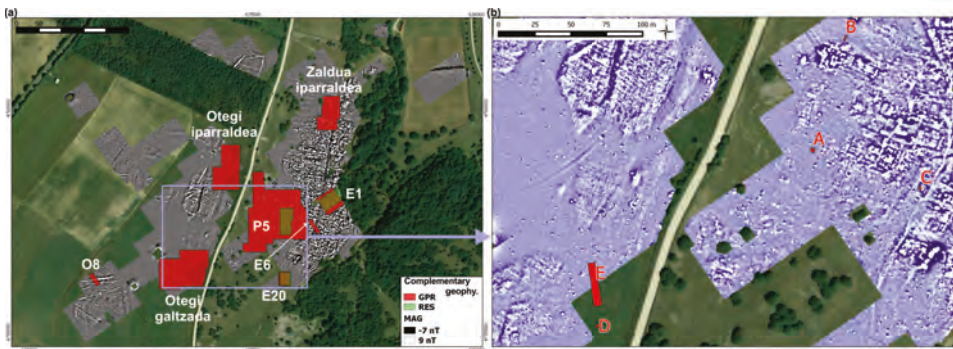 (a)
Zaldua
iparraldea
Otegi
iparraldea
E1
P5
O8
E6
E20
Otegi
galtzada
Complementary
geophy.
GPR
RES
MAG
-7 nT
9 nT
(b)
0 25 50 75 100 m
B
A
C
E
D